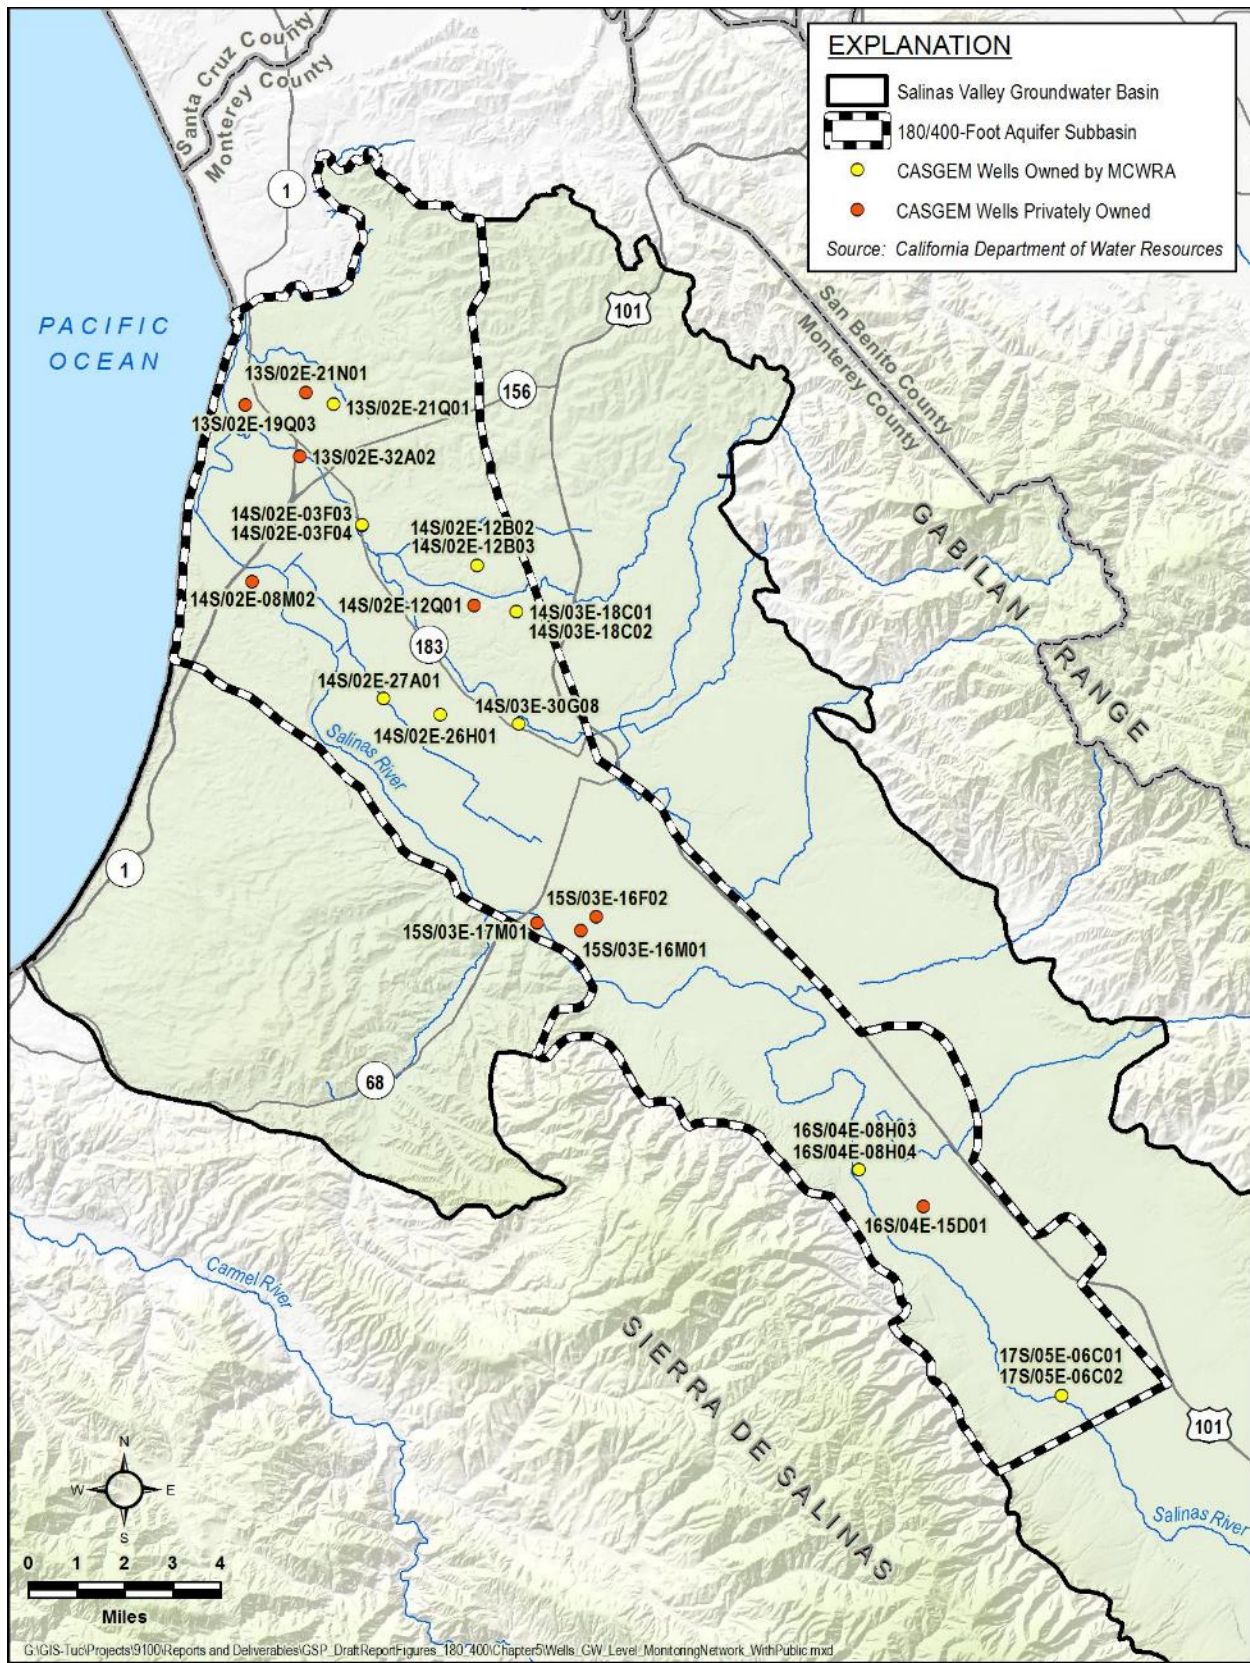 EXPLANATION
Salinas Valley Groundwater Basin
180/400-Foot Aquifer Subbasin
CASGEM Wells Owned by MCWRA
CASGEM Wells Privately Owned
Source: California Department of Water Resources
Santa Cruz County
Monterey County
1
101
San Benito County
Monterey County
PACIFIC
OCEAN
156
13S/02E-21N01
13S/02E-21Q01
13S/02E-19Q03
13S/02E-32A02
14S/02E-03F03
14S/02E-03F04
14S/02E-12B02
14S/02E-12B03
GABILAN
RANGE
14S/02E-08M02
14S/02E-12Q01
14S/03E-18C01
14S/03E-18C02
183
14S/02E-27A01
14S/03E-30G08
14S/02E-26H01
Salinas River
1
15S/03E-16F02
15S/03E-17M01
15S/03E-16M01
68
16S/04E-08H03
16S/04E-08H04
16S/04E-15D01
Carmel River
SIERRA DE SALINAS
17S/05E-06C01
17S/05E-06C02
101
Salinas River
N
W E
S
0 1 2 3 4
Miles
G:\GIS-Tuc\Projects\9100\Reports and Deliverables\GSP_DraftReportFigures_180_400\Chapter5\Wells_GW_Level_MonitoringNetwork_WithPublic.mxd